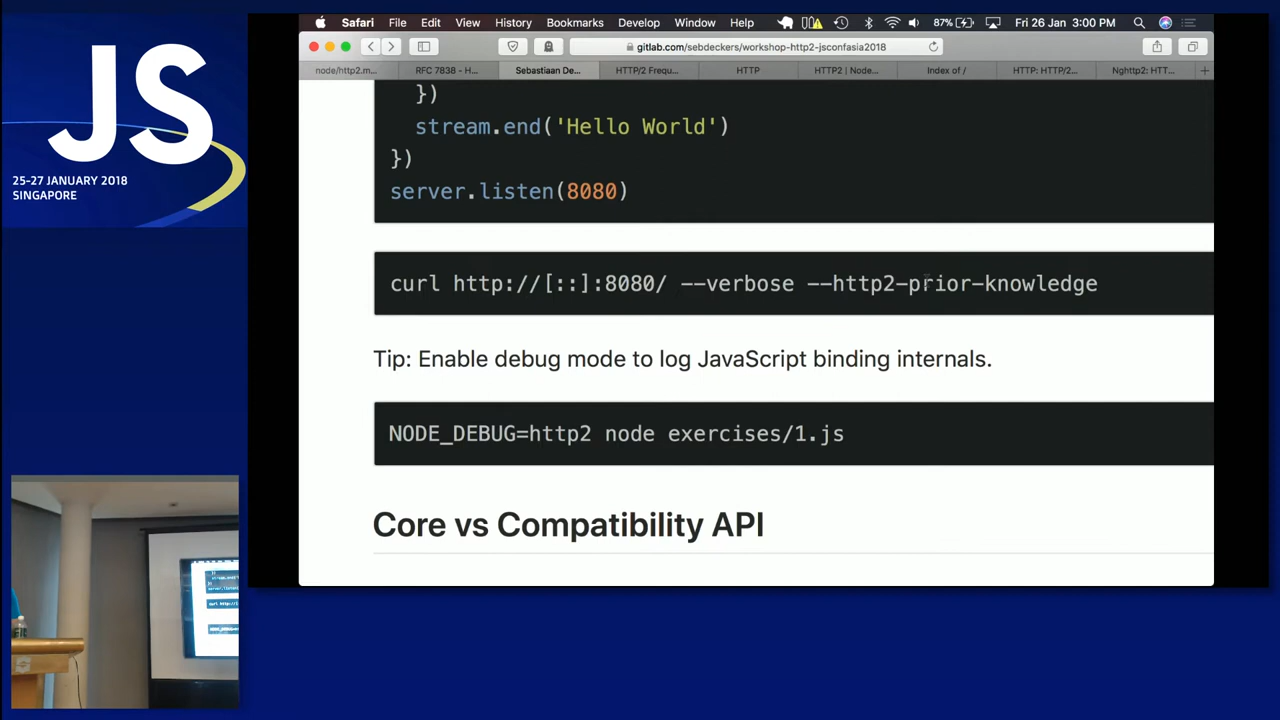 JS
25-27 JANUARY 2018
SINGAPORE
Safari File Edit View History Bookmarks Develop Window Help
87% Fri 26 Jan 3:00 PM
gitlab.com/sebdeckers/workshop-http2-jsconfasia2018
node/http2.m... RFC 7838 - H... Sebastiaan De... HTTP/2 Frequ... HTTP HTTP2 | Node... Index of / HTTP: HTTP/2... Nghttp2: HTT...
})
stream.end('Hello World')
})
server.listen(8080)
curl http://[::]:8080/ --verbose --http2-prior-knowledge
Tip: Enable debug mode to log JavaScript binding internals.
NODE_DEBUG=http2 node exercises/1.js
Core vs Compatibility API